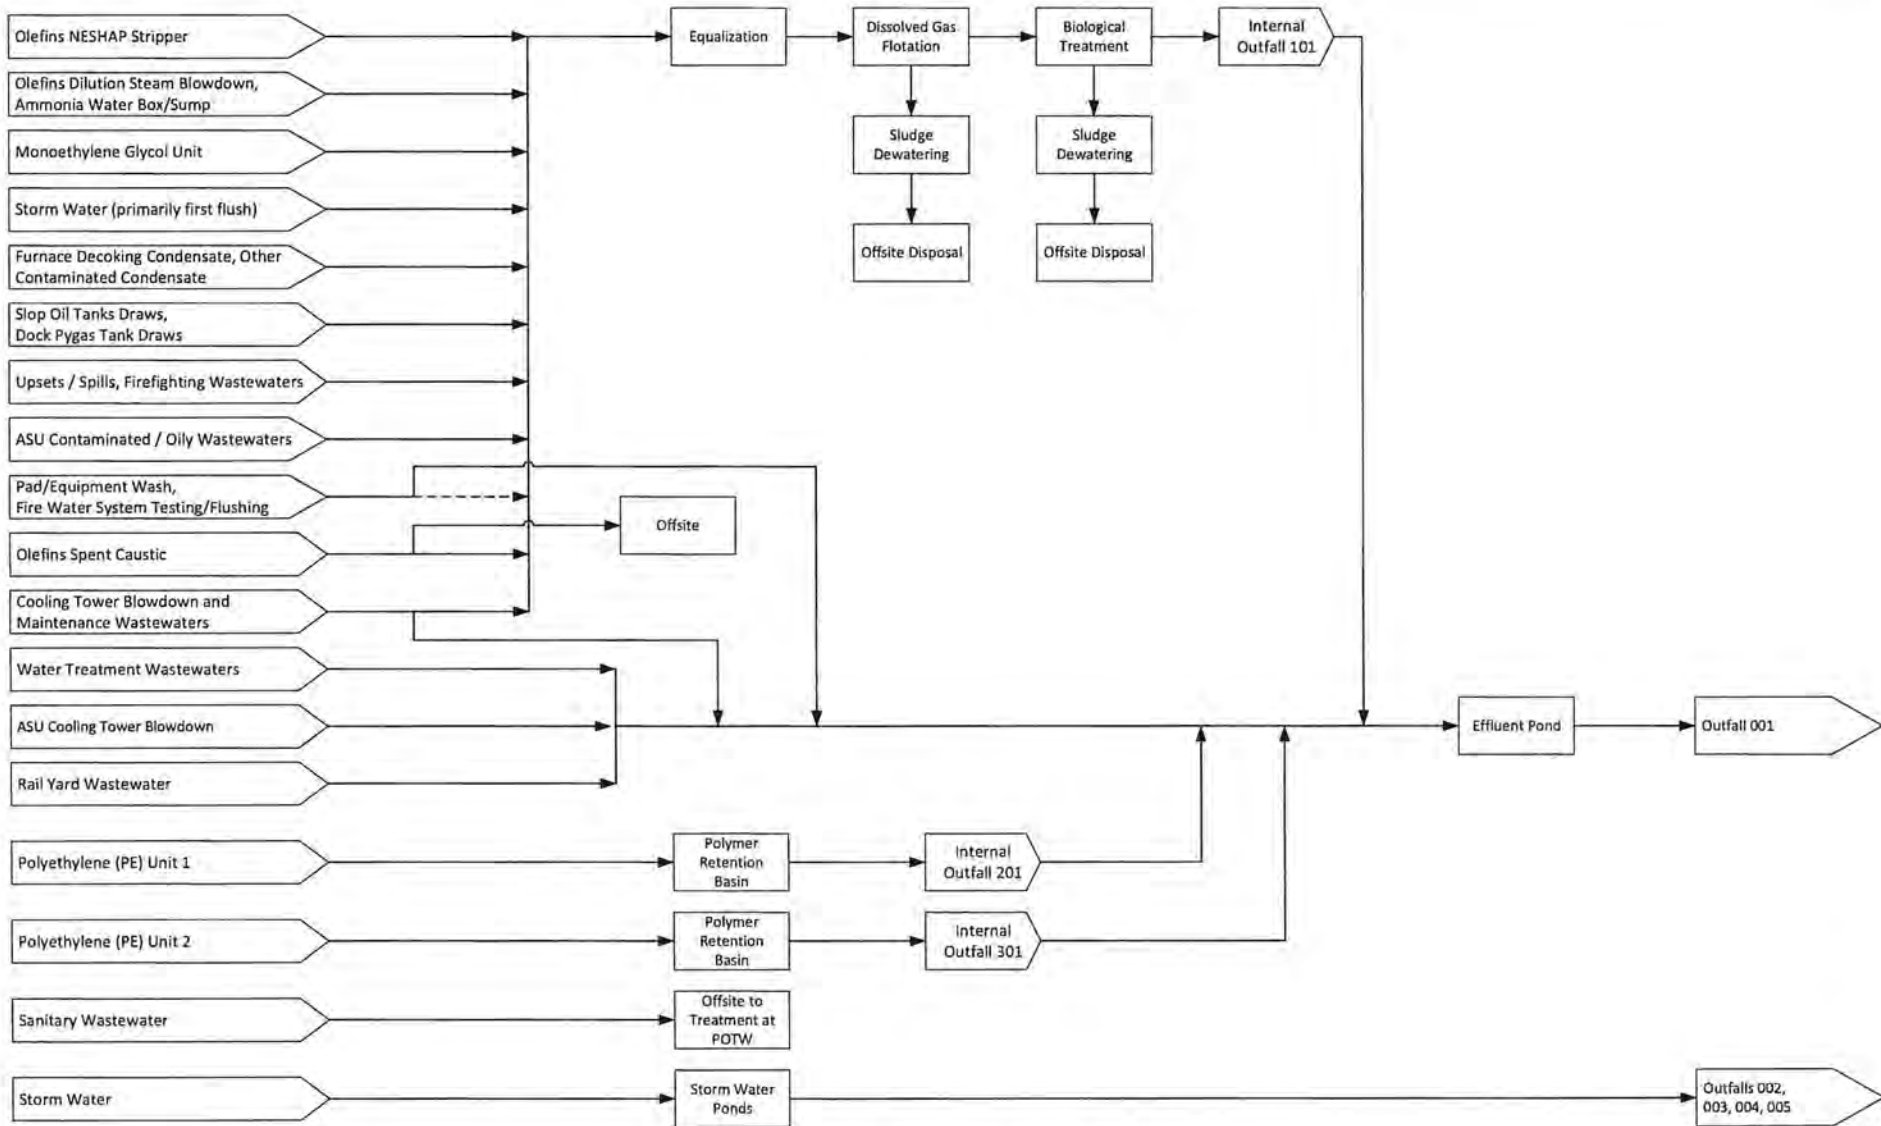 Olefins NESHAP Stripper
Equalization
Dissolved Gas
Flotation
Biological
Treatment
Internal
Outfall 101
Olefins Dilution Steam Blowdown,
Ammonia Water Box/Sump
Monoethylene Glycol Unit
Sludge
Dewatering
Sludge
Dewatering
Storm Water (primarily first flush)
Furnace Decoking Condensate, Other
Contaminated Condensate
Offsite Disposal
Offsite Disposal
Slop Oil Tanks Draws,
Dock Pygas Tank Draws
Upsets / Spills, Firefighting Wastewaters
ASU Contaminated / Oily Wastewaters
Pad/Equipment Wash,
Fire Water System Testing/Flushing
Offsite
Olefins Spent Caustic
Cooling Tower Blowdown and
Maintenance Wastewaters
Water Treatment Wastewaters
ASU Cooling Tower Blowdown
Effluent Pond
Outfall 001
Rail Yard Wastewater
Polyethylene (PE) Unit 1
Polymer
Retention
Basin
Internal
Outfall 201
Polyethylene (PE) Unit 2
Polymer
Retention
Basin
Internal
Outfall 301
Sanitary Wastewater
Offsite to
Treatment at
POTW
Storm Water
Storm Water
Ponds
Outfalls 002,
003, 004, 005